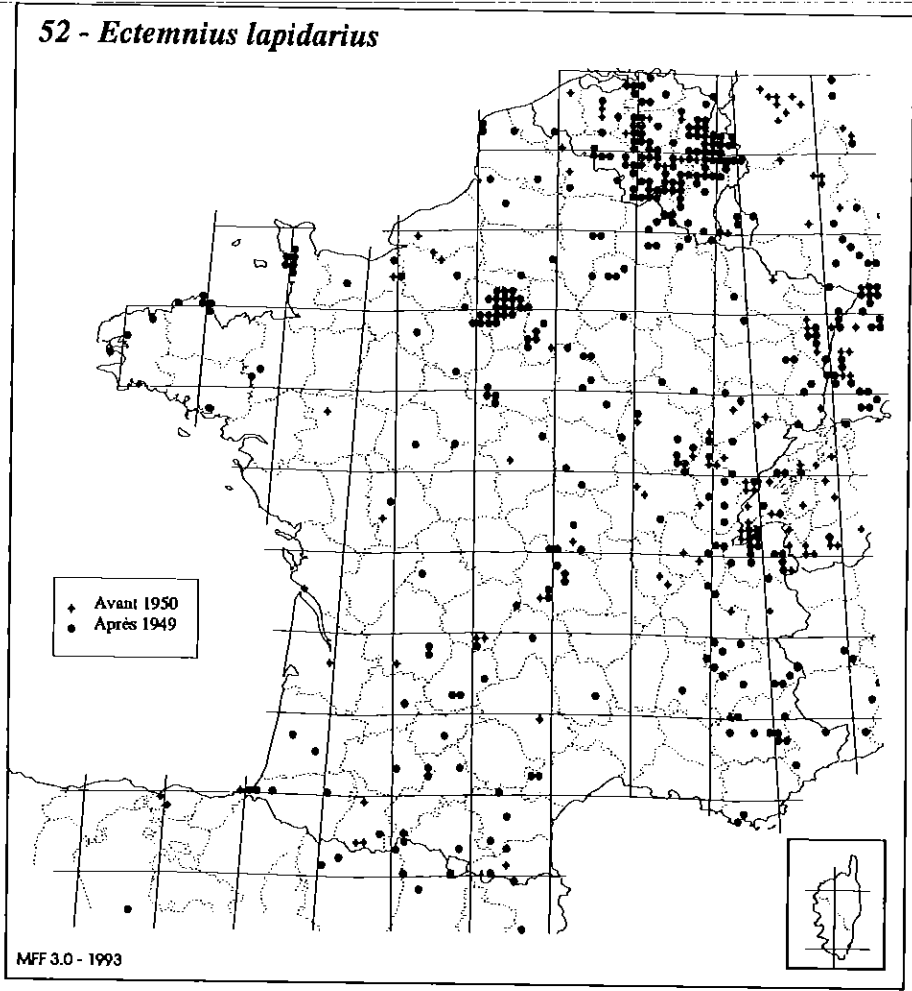 52 - Ectemnius lapidarius
+ Avant 1950
● Après 1949
MFF 3.0 - 1993